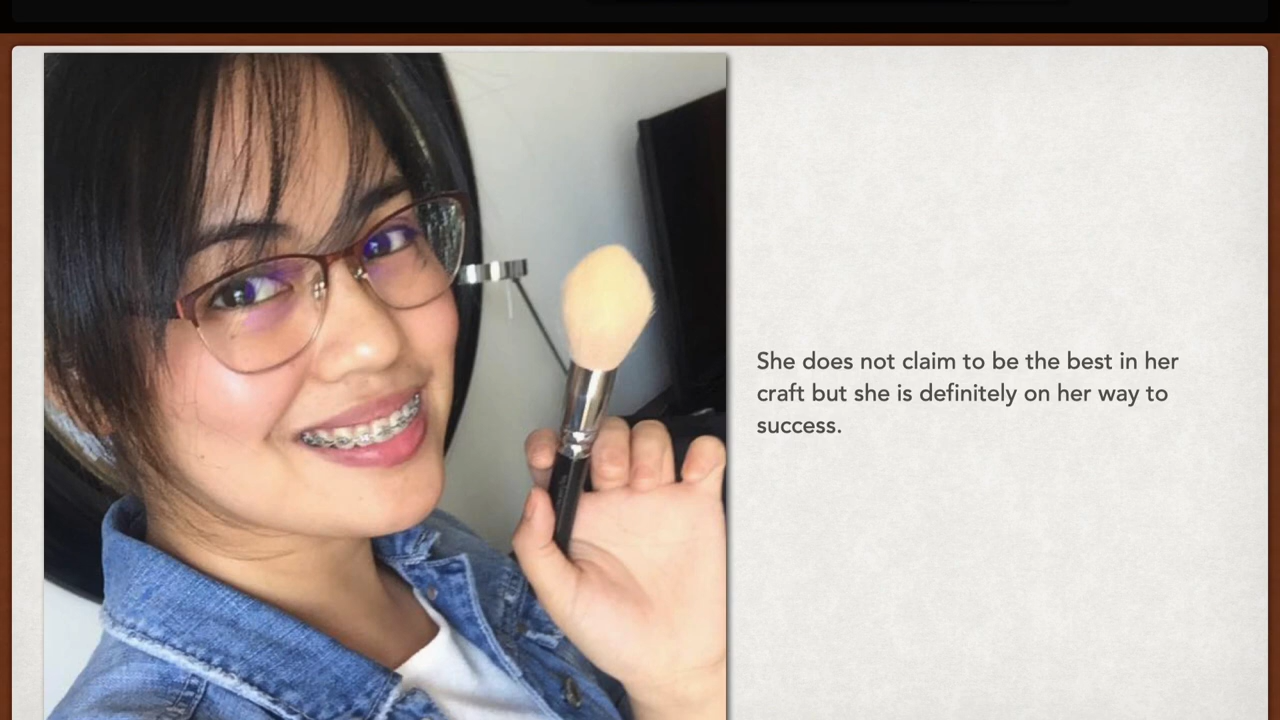 She does not claim to be the best in her
craft but she is definitely on her way to
success.